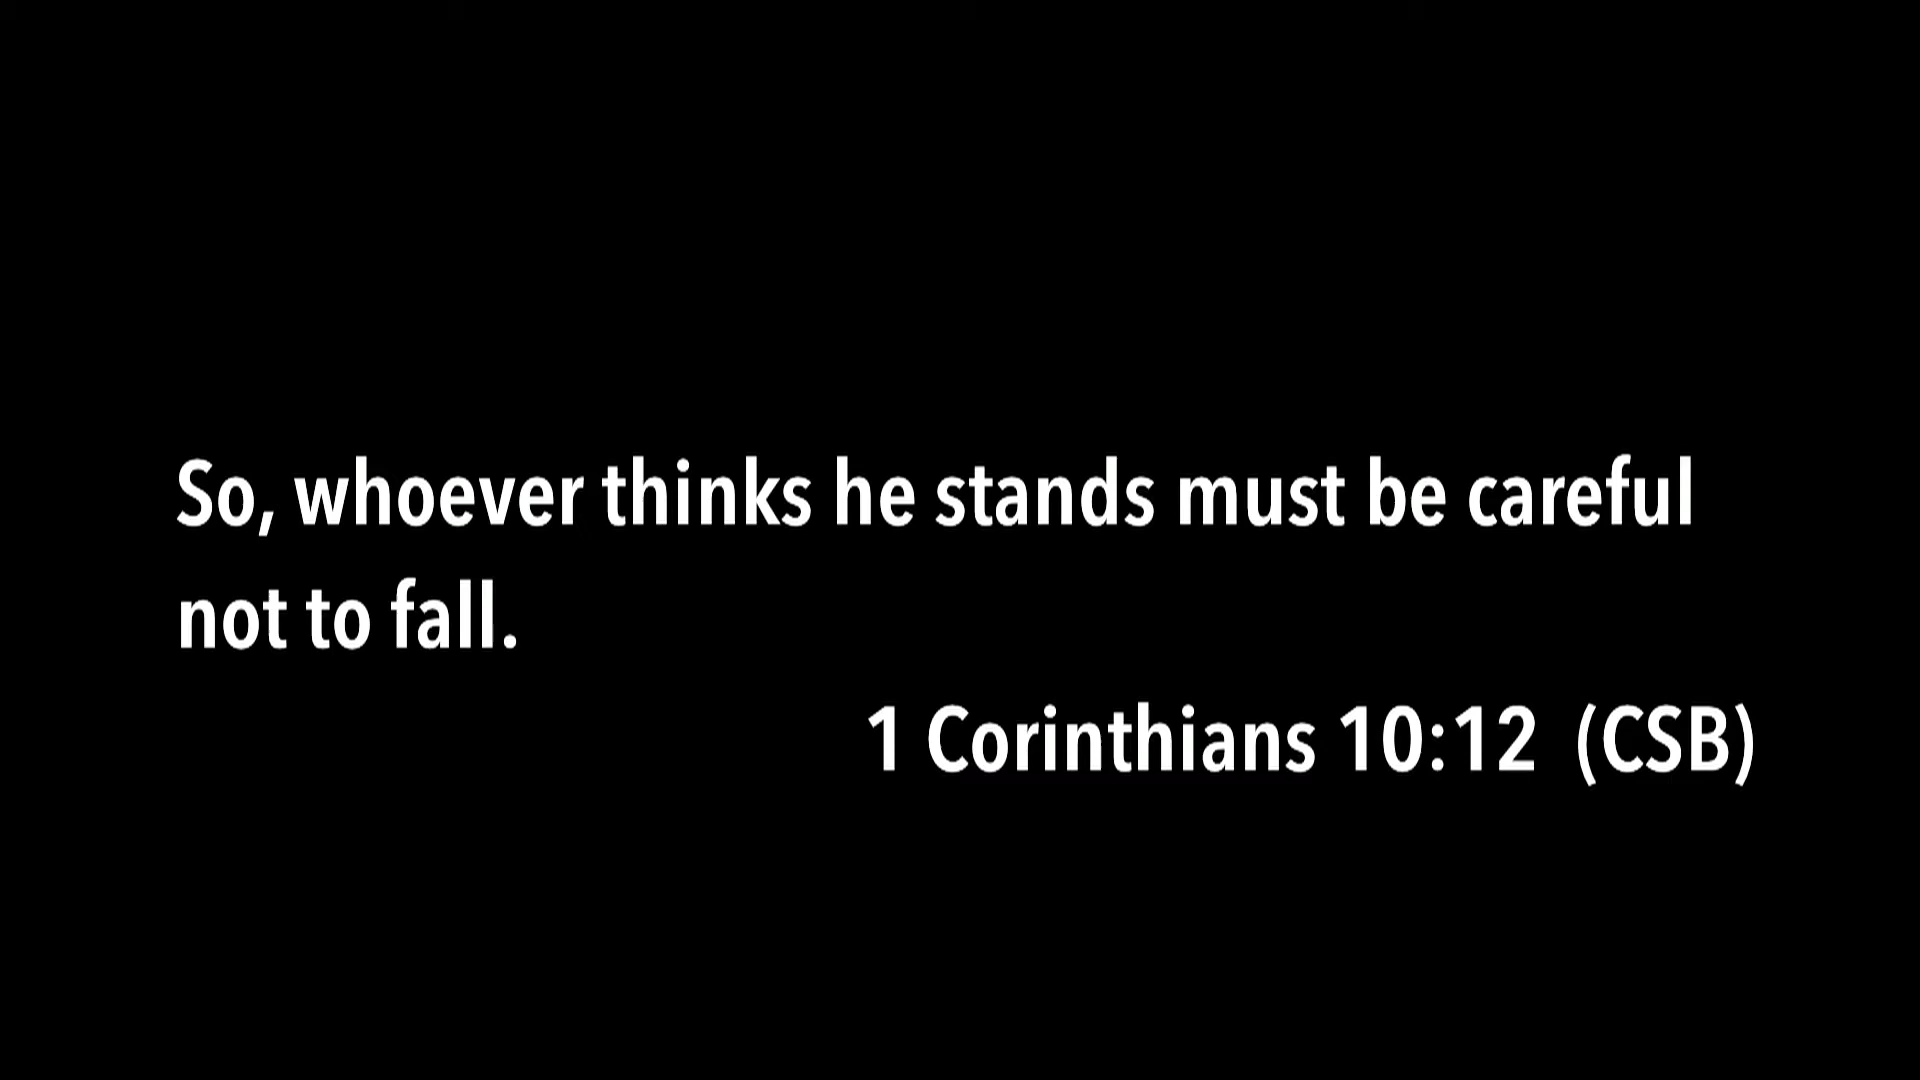 So, whoever thinks he stands must be careful
not to fall.
1 Corinthians 10:12 (CSB)